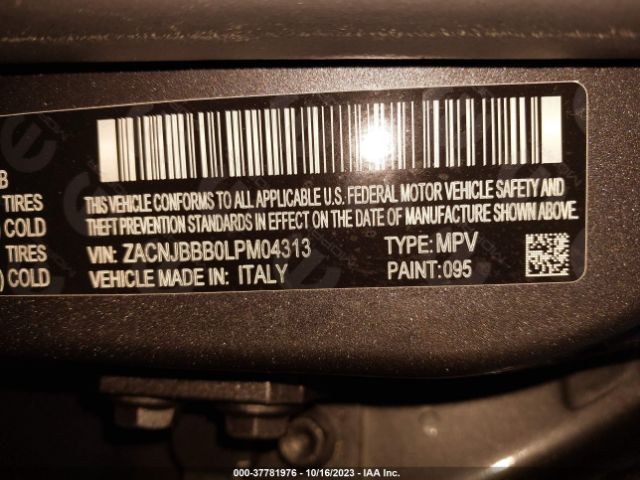 B
TIRES
THIS VEHICLE CONFORMS TO ALL APPLICABLE U.S. FEDERAL MOTOR VEHICLE SAFETY AND
) COLD
THEFT PREVENTION STANDARDS IN EFFECT ON THE DATE OF MANUFACTURE SHOWN ABOVE.
TIRES
VIN: ZACNJBBB0LPM04313 TYPE: MPV
) COLD
VEHICLE MADE IN: ITALY PAINT: 095
000-37781976 - 10/16/2023 - IAA Inc.